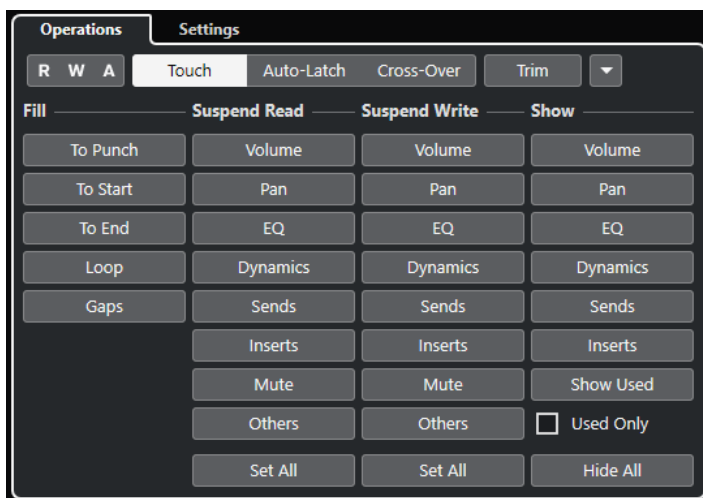 Operations Settings
R W A Touch Auto-Latch Cross-Over Trim
Fill Suspend Read Suspend Write Show
To Punch Volume Volume Volume
To Start Pan Pan Pan
To End EQ EQ EQ
Loop Dynamics Dynamics Dynamics
Gaps Sends Sends Sends
Inserts Inserts Inserts
Mute Mute Show Used
Others Others Used Only
Set All Set All Hide All